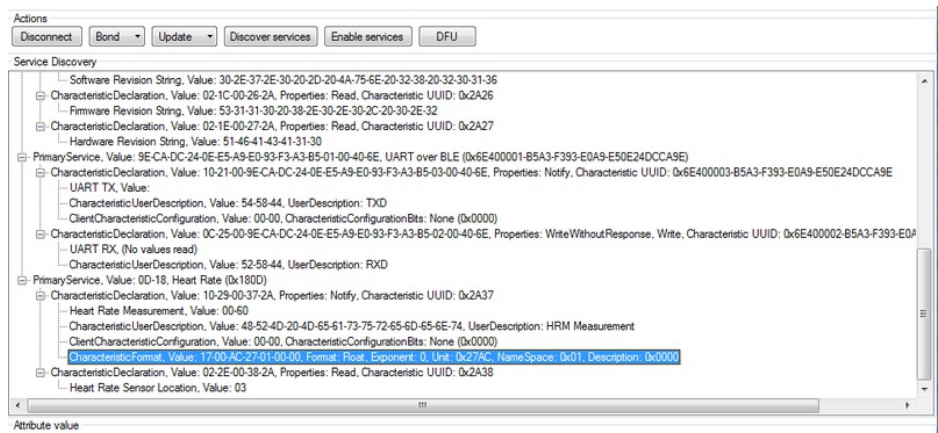 Actions
Disconnect Bond Update Discover services Enable services DFU
Service Discovery
Software Revision String, Value: 30-2E-37-2E-30-20-2D-20-4A-75-6E-20-32-38-20-32-30-31-36
CharacteristicDeclaration, Value: 02-1C-00-26-2A, Properties: Read, Characteristic UUID: 0x2A26
Firmware Revision String, Value: 53-31-31-30-20-38-2E-30-2E-30-2C-20-30-2E-32
CharacteristicDeclaration, Value: 02-1E-00-27-2A, Properties: Read, Characteristic UUID: 0x2A27
Hardware Revision String, Value: 51-46-41-43-41-31-30
PrimaryService, Value: 9E-CA-DC-24-0E-E5-A9-E0-93-F3-A3-B5-01-00-40-6E, UART over BLE (0x6E400001-B5A3-F393-E0A9-E50E24DCCA9E)
CharacteristicDeclaration, Value: 10-21-00-9E-CA-DC-24-0E-E5-A9-E0-93-F3-A3-B5-03-00-40-6E, Properties: Notify, Characteristic UUID: 0x6E400003-B5A3-F393-E0A9-E50E24DCCA9E
UART TX, Value:
CharacteristicUserDescription, Value: 54-58-44, UserDescription: TXD
ClientCharacteristicConfiguration, Value: 00-00, CharacteristicConfigurationBits: None (0x0000)
CharacteristicDeclaration, Value: 0C-25-00-9E-CA-DC-24-0E-E5-A9-E0-93-F3-A3-B5-02-00-40-6E, Properties: WriteWithoutResponse, Write, Characteristic UUID: 0x6E400002-B5A3-F393-E0A
UART RX, (No values read)
CharacteristicUserDescription, Value: 52-58-44, UserDescription: RXD
PrimaryService, Value: 0D-18, Heart Rate (0x180D)
CharacteristicDeclaration, Value: 10-29-00-37-2A, Properties: Notify, Characteristic UUID: 0x2A37
Heart Rate Measurement, Value: 00-60
CharacteristicUserDescription, Value: 48-52-4D-20-4D-65-61-73-75-72-65-6D-65-6E-74, UserDescription: HRM Measurement
ClientCharacteristicConfiguration, Value: 00-00, CharacteristicConfigurationBits: None (0x0000)
CharacteristicFormat, Value: 17-00-AC-27-01-00-00, Format: Float, Exponent: 0, Unit: 0x27AC, NameSpace: 0x01, Description: 0x0000
CharacteristicDeclaration, Value: 02-2E-00-38-2A, Properties: Read, Characteristic UUID: 0x2A38
Heart Rate Sensor Location, Value: 03
Attribute value